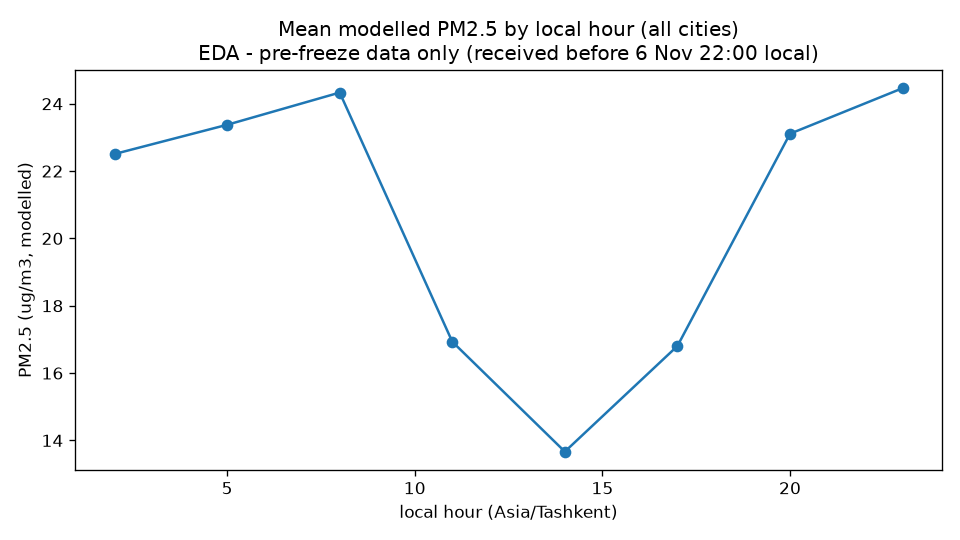 Mean modelled PM2.5 by local hour (all cities)
EDA - pre-freeze data only (received before 6 Nov 22:00 local)
PM2.5 (ug/m3, modelled)
24
22
20
18
16
14
5
10
15
20
local hour (Asia/Tashkent)